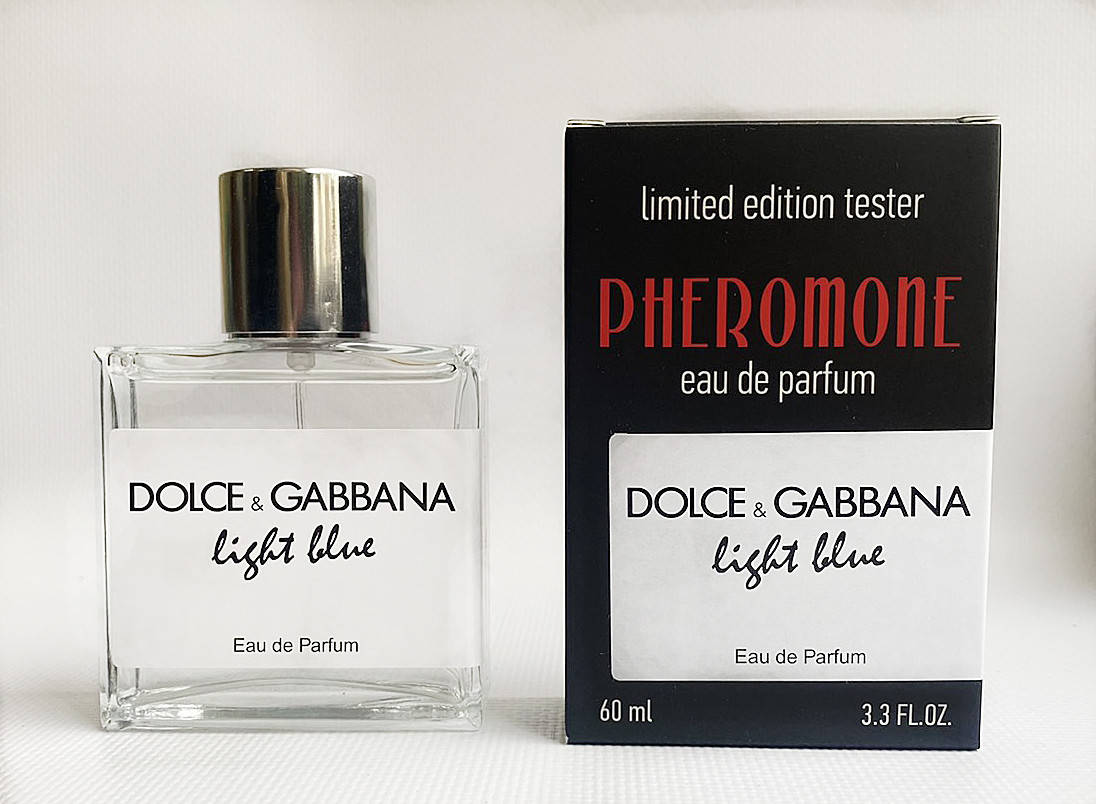 DOLCE & GABBANA
light blue
Eau de Parfum
limited edition tester
PHEROMONE
eau de parfum
DOLCE & GABBANA
light blue
Eau de Parfum
60 ml
3.3 FL.OZ.